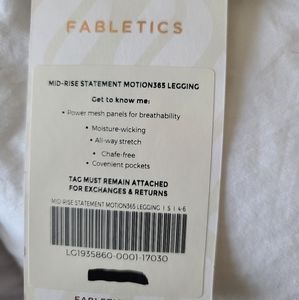 FABLETICS
MID-RISE STATEMENT MOTION365 LEGGING
Get to know me:
• Power mesh panels for breathability
• Moisture-wicking
• All-way stretch
• Chafe-free
• Covenient pockets
TAG MUST REMAIN ATTACHED
FOR EXCHANGES & RETURNS
MID-RISE STATEMENT MOTION365 LEGGING | S | 4-6
LG1935860-0001-17030
FABLETICS